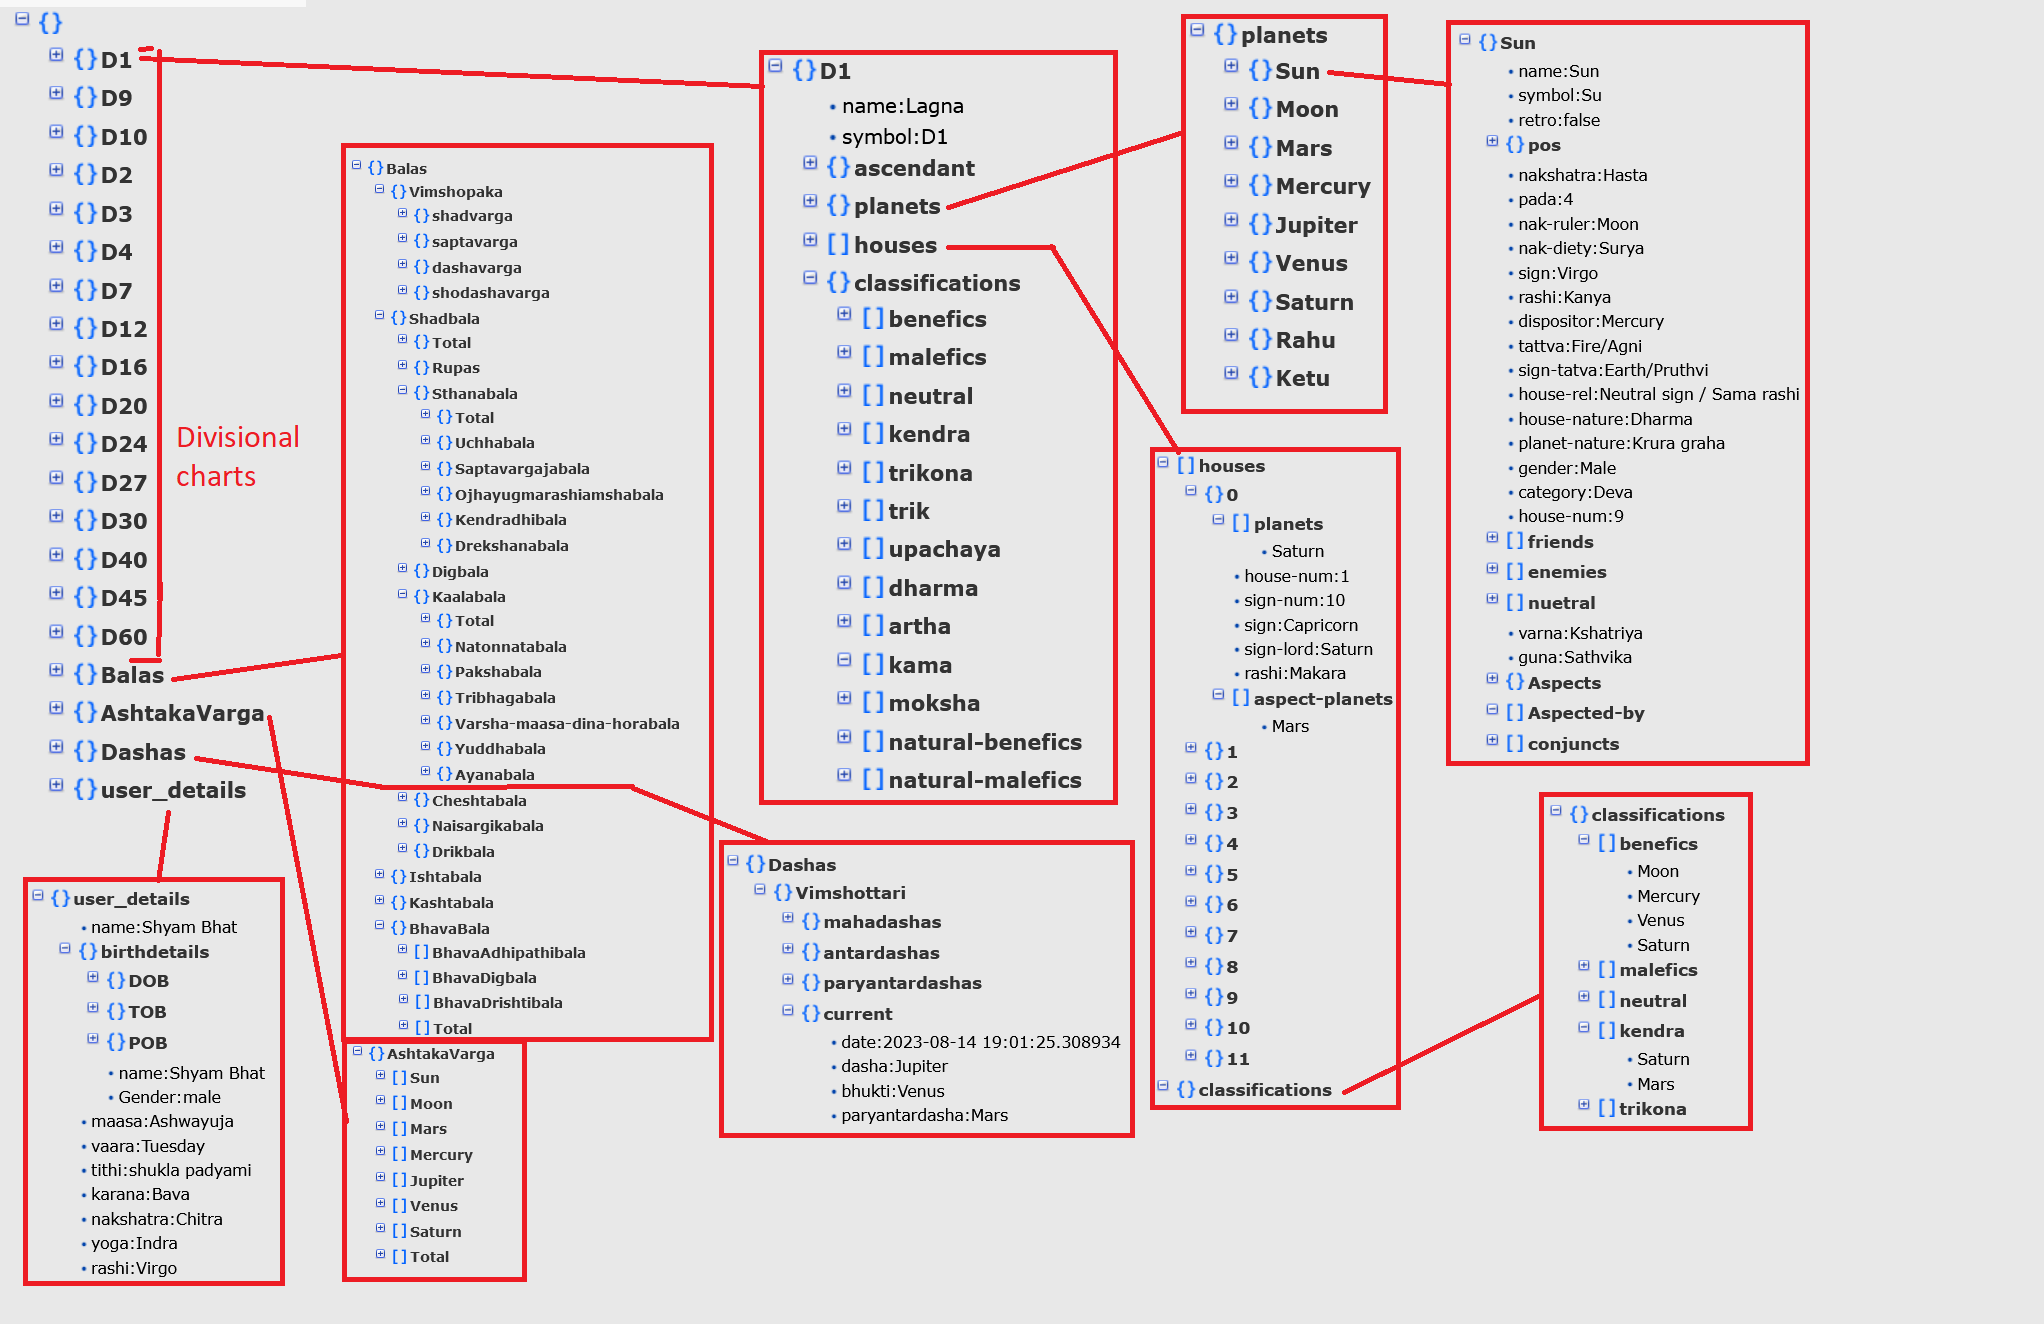 {}
{}D1
{}D9
{}D10
{}D2
{}D3
{}D4
{}D7
{}D12
{}D16
{}D20
{}D24
{}D27
{}D30
{}D40
{}D45
{}D60
{}Balas
{}AshtakaVarga
{}Dashas
{}user_details
Divisional
charts
{}user_details
name:Shyam Bhat
{}birthdetails
{}DOB
{}TOB
{}POB
name:Shyam Bhat
Gender:male
maasa:Ashwayuja
vaara:Tuesday
tithi:shukla padyami
karana:Bava
nakshatra:Chitra
yoga:Indra
rashi:Virgo
{}Balas
{}Vimshopaka
{}shadvarga
{}saptavarga
{}dashavarga
{}shodashavarga
{}Shadbala
{}Total
{}Rupas
{}Sthanabala
{}Total
{}Uchhabala
{}Saptavargajabala
{}Ojhayugmarashiamshabala
{}Kendradhibala
{}Drekshanabala
{}Digbala
{}Kaalabala
{}Total
{}Natonnatabala
{}Pakshabala
{}Tribhagabala
{}Varsha-maasa-dina-horabala
{}Yuddhabala
{}Ayanabala
{}Cheshtabala
{}Naisargikabala
{}Drikbala
{}Ishtabala
{}Kashtabala
{}BhavaBala
[]BhavaAdhipathibala
[]BhavaDigbala
[]BhavaDrishtibala
[]Total
{}AshtakaVarga
[]Sun
[]Moon
[]Mars
[]Mercury
[]Jupiter
[]Venus
[]Saturn
[]Total
{}D1
name:Lagna
symbol:D1
{}ascendant
{}planets
[]houses
{}classifications
[]benefics
[]malefics
[]neutral
[]kendra
[]trikona
[]trik
[]upachaya
[]dharma
[]artha
[]kama
[]moksha
[]natural-benefics
[]natural-malefics
{}Dashas
{}Vimshottari
{}mahadashas
{}antardashas
{}paryantardashas
{}current
date:2023-08-14 19:01:25.308934
dasha:Jupiter
bhukti:Venus
paryantardasha:Mars
{}planets
{}Sun
{}Moon
{}Mars
{}Mercury
{}Jupiter
{}Venus
{}Saturn
{}Rahu
{}Ketu
[]houses
{}0
[]planets
Saturn
house-num:1
sign-num:10
sign:Capricorn
sign-lord:Saturn
rashi:Makara
[]aspect-planets
Mars
{}1
{}2
{}3
{}4
{}5
{}6
{}7
{}8
{}9
{}10
{}11
{}classifications
{}Sun
name:Sun
symbol:Su
retro:false
{}pos
nakshatra:Hasta
pada:4
nak-ruler:Moon
nak-diety:Surya
sign:Virgo
rashi:Kanya
dispositor:Mercury
tattva:Fire/Agni
sign-tatva:Earth/Pruthvi
house-rel:Neutral sign / Sama rashi
house-nature:Dharma
planet-nature:Krura graha
gender:Male
category:Deva
house-num:9
[]friends
[]enemies
[]nuetral
varna:Kshatriya
guna:Sathvika
{}Aspects
[]Aspected-by
[]conjuncts
{}classifications
[]benefics
Moon
Mercury
Venus
Saturn
[]malefics
[]neutral
[]kendra
Saturn
Mars
[]trikona